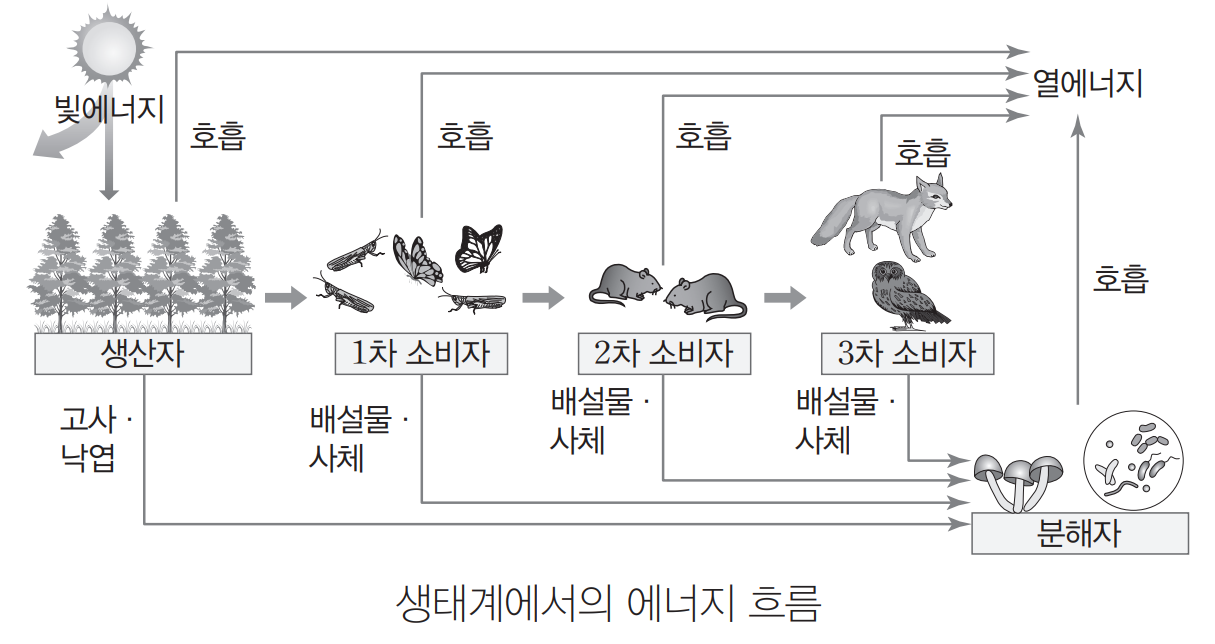 빛에너지
호흡
호흡
호흡
호흡
열에너지
호흡
생산자
1차 소비자
2차 소비자
3차 소비자
고사 ·
낙엽
배설물 ·
사체
배설물 ·
사체
배설물 ·
사체
분해자
생태계에서의 에너지 흐름